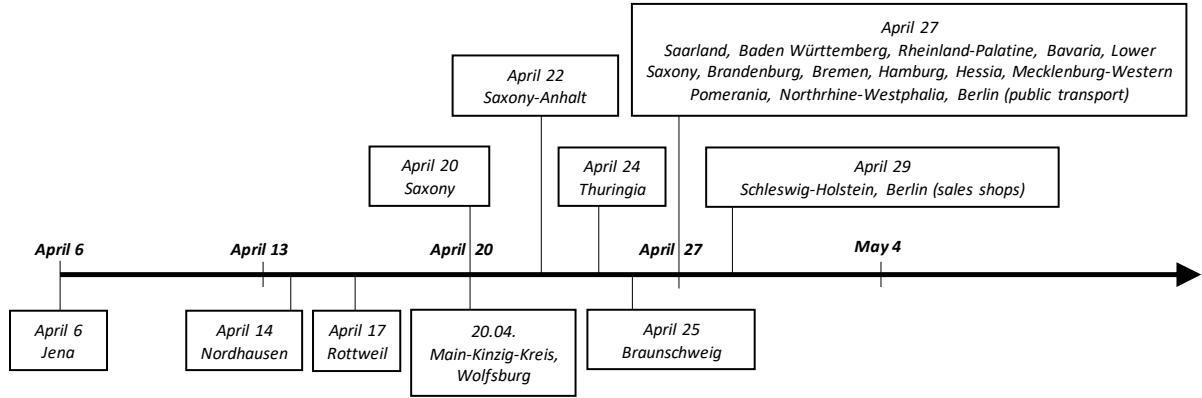 April 27
Saarland, Baden Württemberg, Rheinland-Palatine, Bavaria, Lower
Saxony, Brandenburg, Bremen, Hamburg, Hessia, Mecklenburg-Western
Pomerania, Northrhine-Westphalia, Berlin (public transport)
April 22
Saxony-Anhalt
April 20
Saxony
April 24
Thuringia
April 29
Schleswig-Holstein, Berlin (sales shops)
April 6
April 13
April 20
April 27
May 4
April 6
Jena
April 14
Nordhausen
April 17
Rottweil
20.04.
Main-Kinzig-Kreis,
Wolfsburg
April 25
Braunschweig